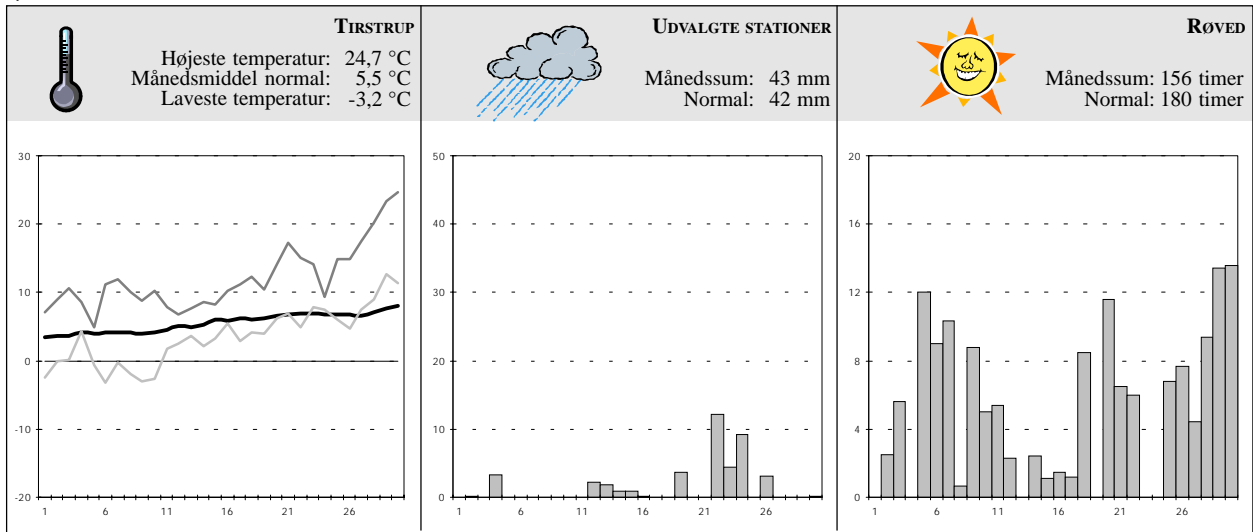 TIRSTRUP
Højeste temperatur: 24,7 °C
Månedsmiddel normal: 5,5 °C
Laveste temperatur: -3,2 °C
30
20
10
0
-10
-20
1 6 11 16 21 26
UDVALGTE STATIONER
Månedssum: 43 mm
Normal: 42 mm
50
40
30
20
10
0
1 6 11 16 21 26
RØVED
Månedssum: 156 timer
Normal: 180 timer
20
16
12
8
4
0
1 6 11 16 21 26